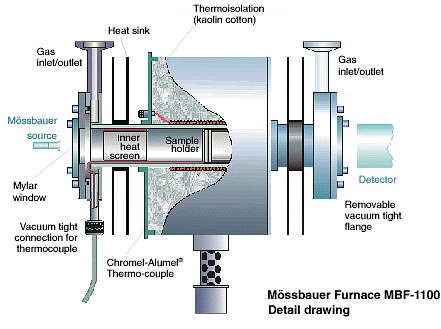 Thermoisolation
(kaolin cotton)
Heat sink
Gas
inlet/outlet
Gas
inlet/outlet
Mössbauer
source
inner
heat
screen
Sample
holder
Mylar
window
Detector
Removable
vacuum tight
flange
Vacuum tight
connection for
thermocouple
Chromel-Alumel®
Thermo-couple
Mössbauer Furnace MBF-1100
Detail drawing